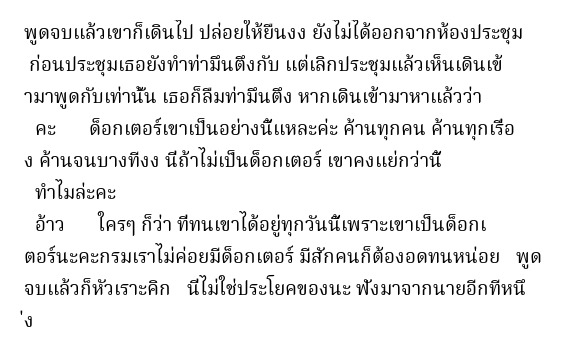 พูดจบแล้วเขาก็เดินไป ปล่อยให้ยืนงง ยังไม่ได้ออกจากห้องประชุม
ก่อนประชุมเธอยังทำท่ามึนตึงกับ แต่เลิกประชุมแล้วเห็นเดินเข้
ามาพูดกับเท่านั้น เธอก็ลืมท่ามึนตึง หากเดินเข้ามาหาแล้วว่า
คะ ด็อกเตอร์เขาเป็นอย่างนี้แหละค่ะ ค้านทุกคน ค้านทุกเรื่อ
ง ค้านจนบางทีงง นี่ถ้าไม่เป็นด็อกเตอร์ เขาคงแย่กว่านี้
ทำไมล่ะคะ
อ้าว ใครๆ ก็ว่า ที่ทนเขาได้อยู่ทุกวันนี้เพราะเขาเป็นด็อกเ
ตอร์นะคะกรมเราไม่ค่อยมีด็อกเตอร์ มีสักคนก็ต้องอดทนหน่อย พูด
จบแล้วก็หัวเราะคิก นี่ไม่ใช่ประโยคของนะ ฟังมาจากนายอีกทีหนึ
่ง